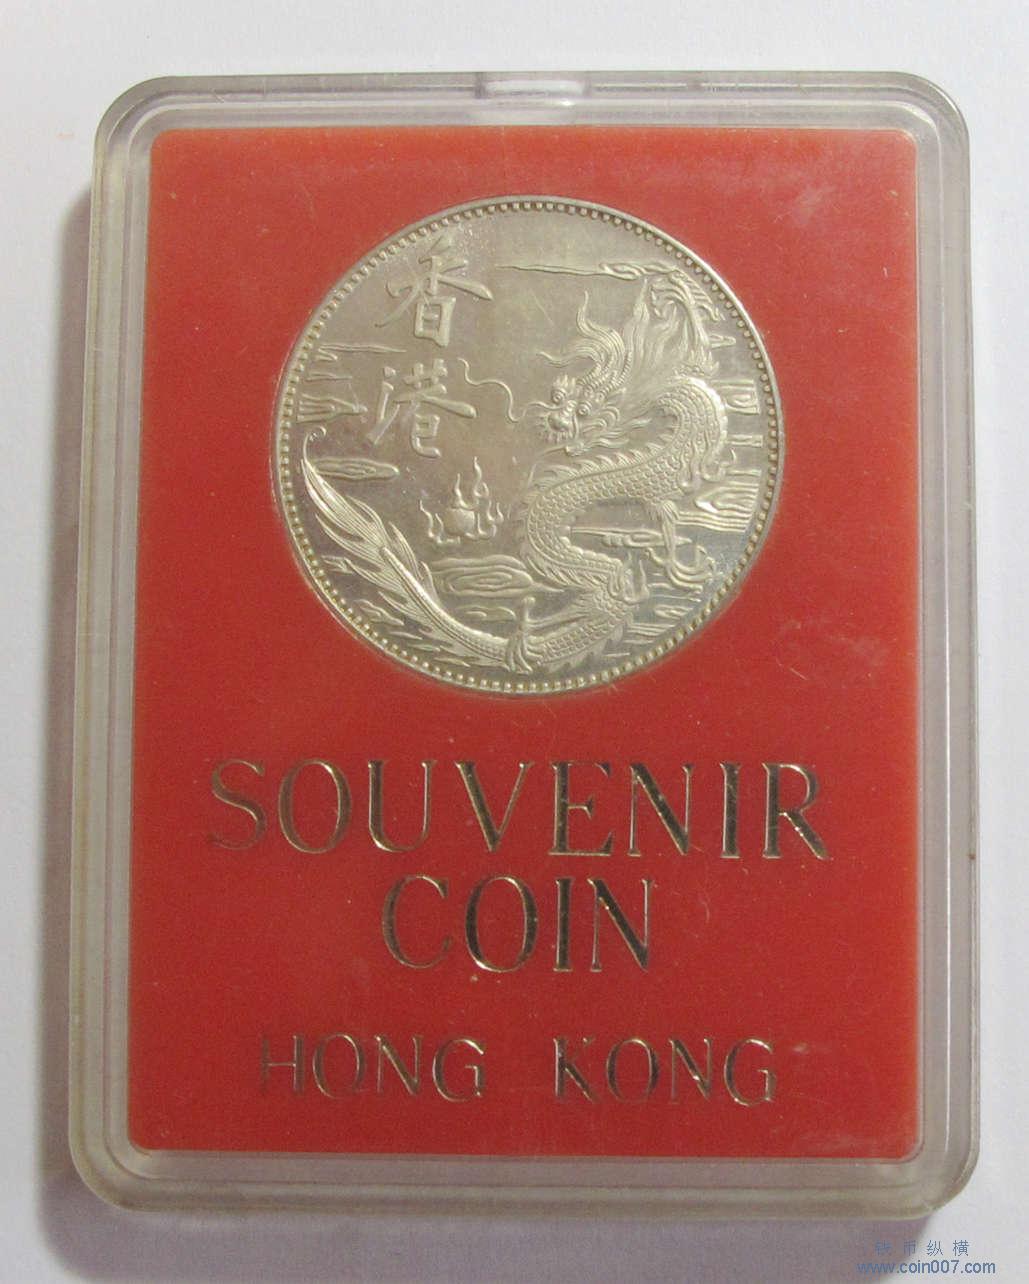 香
港
SOUVENIR
COIN
HONG KONG
钱币纵横
www.coin007.com